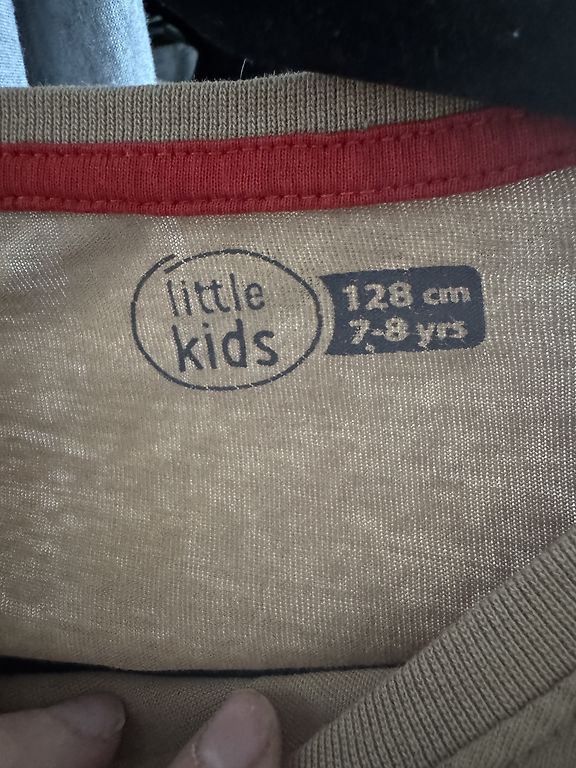 little
kids
128 cm
7-8 yrs